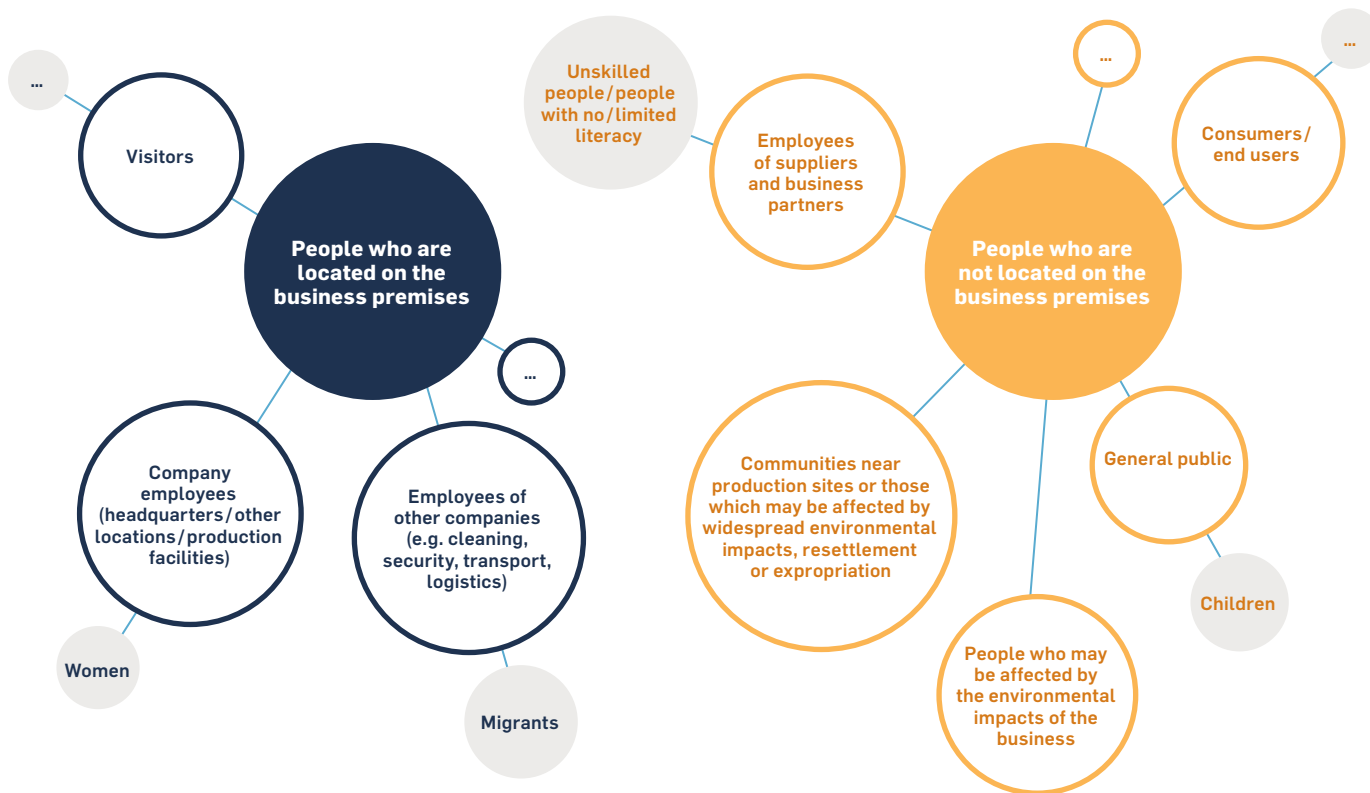 ...
Visitors
People who are
located on the
business premises
...
Company
employees
(headquarters/other
locations/production
facilities)
Women
Employees of
other companies
(e.g. cleaning,
security, transport,
logistics)
Migrants
Unskilled
people/people
with no/limited
literacy
Employees
of suppliers
and business
partners
...
Consumers/
end users
...
People who are
not located on the
business premises
Communities near
production sites or those
which may be affected by
widespread environmental
impacts, resettlement
or expropriation
General public
Children
People who may
be affected by
the environmental
impacts of the
business